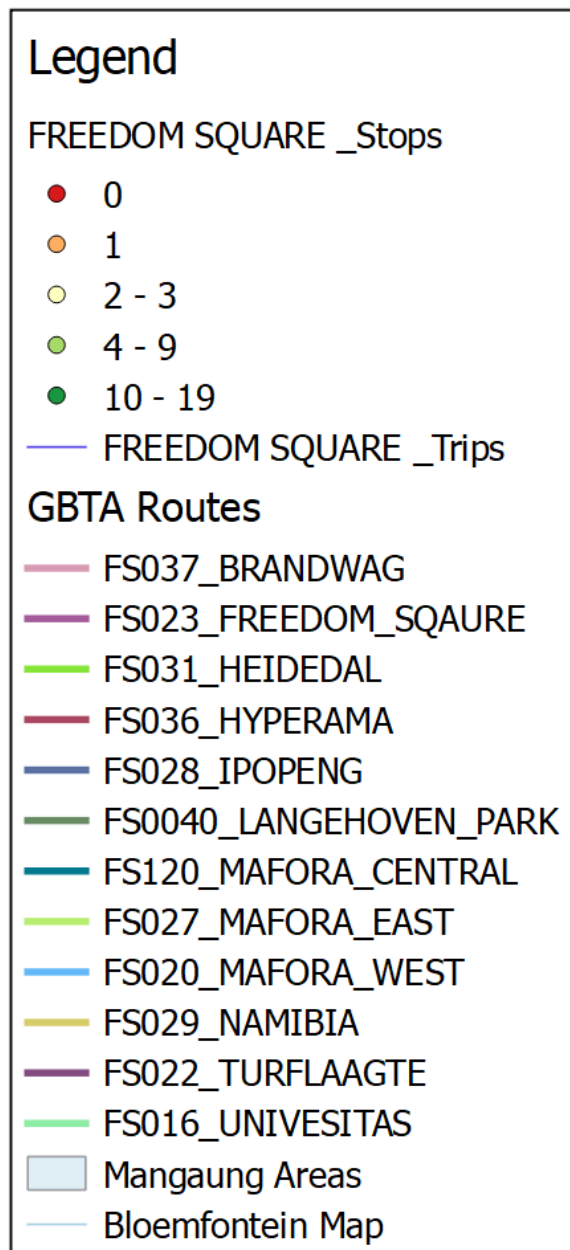 Legend
FREEDOM SQUARE _Stops
0
1
2 - 3
4 - 9
10 - 19
FREEDOM SQUARE _Trips
GBTA Routes
FS037_BRANDWAG
FS023_FREEDOM_SQAURE
FS031_HEIDEDAL
FS036_HYPERAMA
FS028_IPOPENG
FS0040_LANGEHOVEN_PARK
FS120_MAFORA_CENTRAL
FS027_MAFORA_EAST
FS020_MAFORA_WEST
FS029_NAMIBIA
FS022_TURFLAAGTE
FS016_UNIVESITAS
Mangaung Areas
Bloemfontein Map